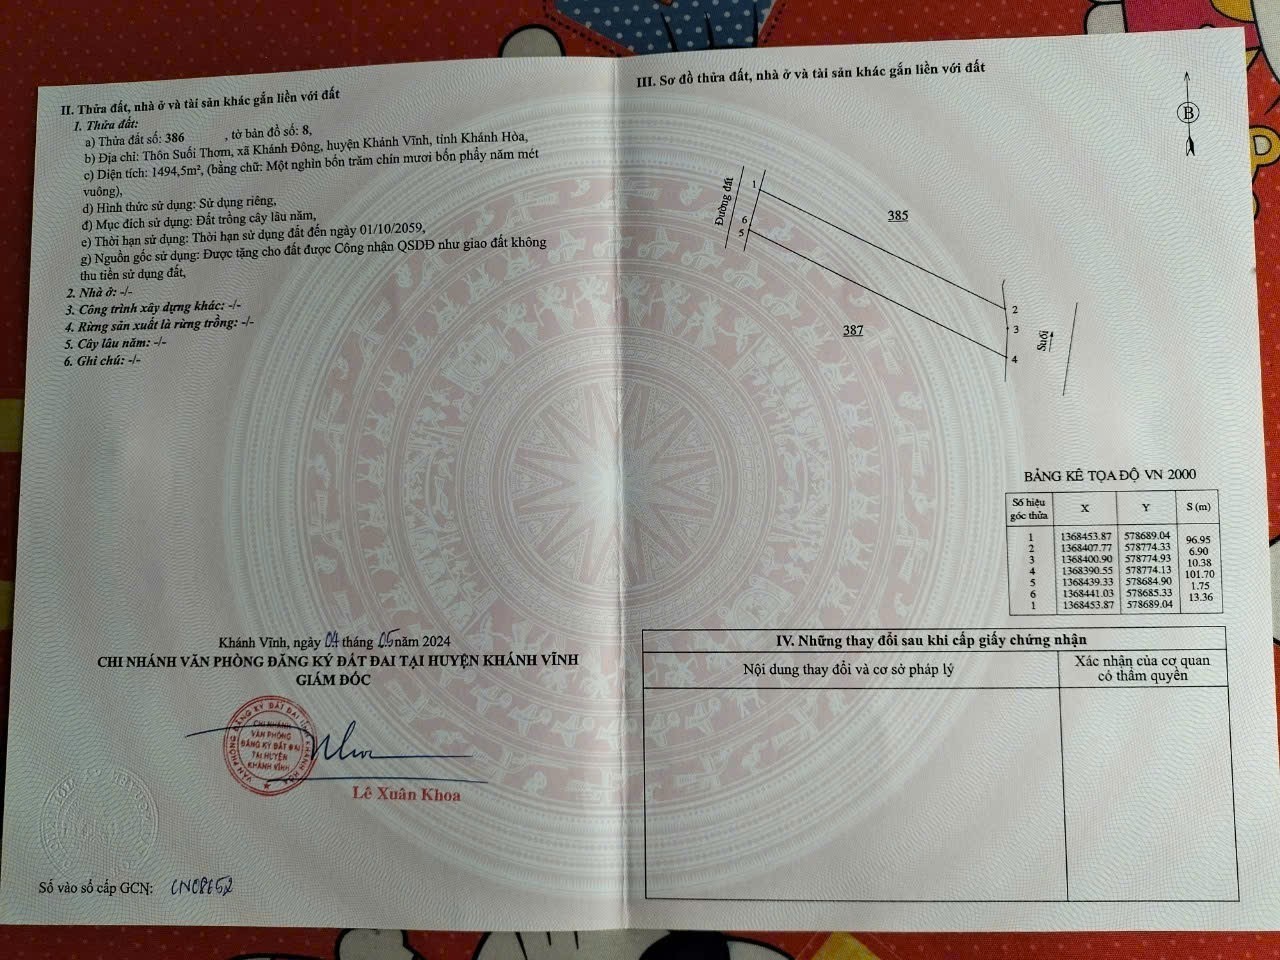 II. Thửa đất, nhà ở và tài sản khác gắn liền với đất
1. Thửa đất:
a) Thửa đất số: 386 , tờ bản đồ số: 8,
b) Địa chỉ: Thôn Suối Thơm, xã Khánh Đông, huyện Khánh Vĩnh, tỉnh Khánh Hòa,
c) Diện tích: 1494,5m², (bằng chữ: Một nghìn bốn trăm chín mươi bốn phẩy năm mét
vuông),
d) Hình thức sử dụng: Sử dụng riêng,
đ) Mục đích sử dụng: Đất trồng cây lâu năm,
e) Thời hạn sử dụng: Thời hạn sử dụng đất đến ngày 01/10/2059,
g) Nguồn gốc sử dụng: Được tặng cho đất được Công nhận QSDĐ như giao đất không
thu tiền sử dụng đất,
2. Nhà ở: -/-
3. Công trình xây dựng khác: -/-
4. Rừng sản xuất là rừng trồng: -/-
5. Cây lâu năm: -/-
6. Ghi chú: -/-
Khánh Vĩnh, ngày 04 tháng 05 năm 2024
CHI NHÁNH VĂN PHÒNG ĐĂNG KÝ ĐẤT ĐAI TẠI HUYỆN KHÁNH VĨNH
GIÁM ĐỐC
CHI NHÁNH
VĂN PHÒNG
ĐĂNG KÝ ĐẤT ĐAI
TẠI HUYỆN
KHÁNH VĨNH
Lê Xuân Khoa
Số vào sổ cấp GCN:
III. Sơ đồ thửa đất, nhà ở và tài sản khác gắn liền với đất
B
Đường đất
1
6
5
385
387
2
3
4
Suối
BẢNG KÊ TỌA ĐỘ VN 2000
Số hiệu góc thửa X Y S (m)
1 1368453.87 578689.04
96.95
2 1368407.77 578774.33
6.90
3 1368400.90 578774.93
10.38
4 1368390.55 578774.13
101.70
5 1368439.33 578684.90
1.75
6 1368441.03 578685.33
13.36
1 1368453.87 578689.04
IV. Những thay đổi sau khi cấp giấy chứng nhận
Nội dung thay đổi và cơ sở pháp lý
Xác nhận của cơ quan
có thẩm quyền